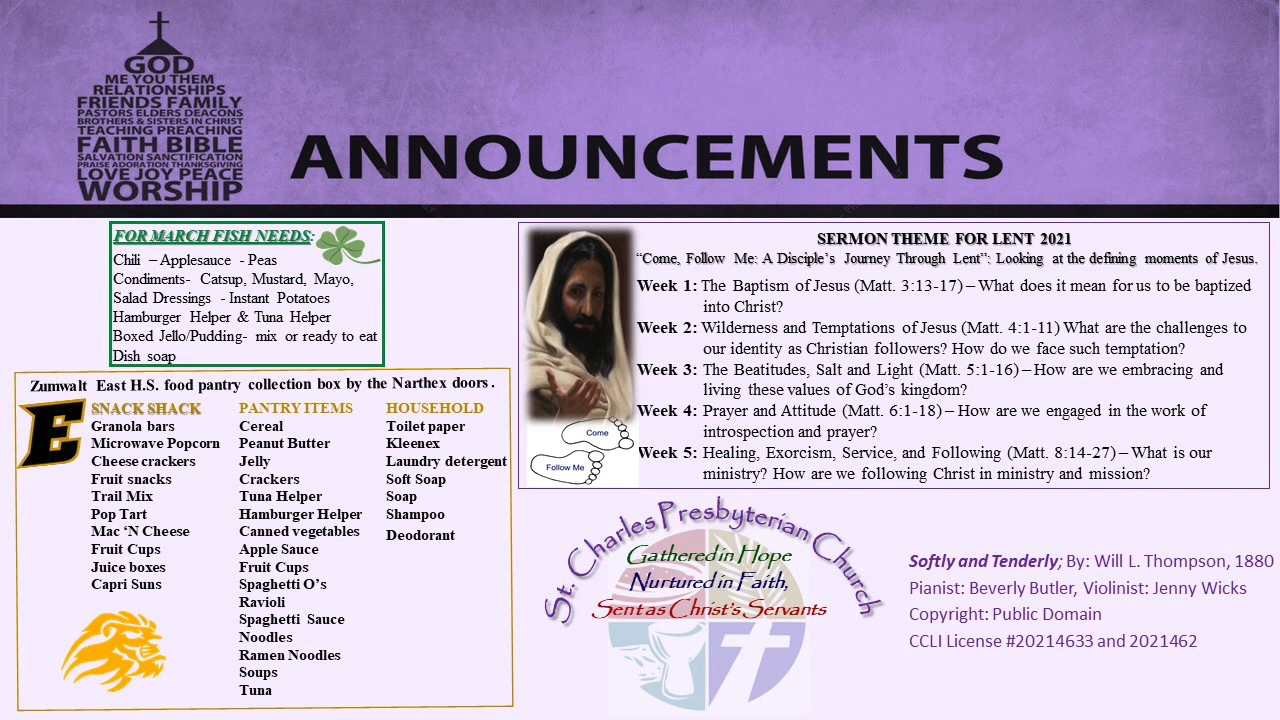 GOD
ME YOU THEM
RELATIONSHIPS
FRIENDS FAMILY
PASTORS ELDERS DEACONS
BROTHERS & SISTERS IN CHRIST
TEACHING PREACHING
FAITH BIBLE
SALVATION SANCTIFICATION
PRAISE ADORATION THANKSGIVING
LOVE JOY PEACE
WORSHIP
ANNOUNCEMENTS
FOR MARCH FISH NEEDS:
Chili – Applesauce - Peas
Condiments- Catsup, Mustard, Mayo,
Salad Dressings - Instant Potatoes
Hamburger Helper & Tuna Helper
Boxed Jello/Pudding- mix or ready to eat
Dish soap
Zumwalt East H.S. food pantry collection box by the Narthex doors.
E
SNACK SHACK
Granola bars
Microwave Popcorn
Cheese crackers
Fruit snacks
Trail Mix
Pop Tart
Mac ‘N Cheese
Fruit Cups
Juice boxes
Capri Suns
PANTRY ITEMS
Cereal
Peanut Butter
Jelly
Crackers
Tuna Helper
Hamburger Helper
Canned vegetables
Apple Sauce
Fruit Cups
Spaghetti O’s
Ravioli
Spaghetti Sauce
Noodles
Ramen Noodles
Soups
Tuna
HOUSEHOLD
Toilet paper
Kleenex
Laundry detergent
Soft Soap
Soap
Shampoo
Deodorant
SERMON THEME FOR LENT 2021
“Come, Follow Me: A Disciple’s Journey Through Lent”: Looking at the defining moments of Jesus.
Week 1: The Baptism of Jesus (Matt. 3:13-17) – What does it mean for us to be baptized
into Christ?
Week 2: Wilderness and Temptations of Jesus (Matt. 4:1-11) What are the challenges to
our identity as Christian followers? How do we face such temptation?
Week 3: The Beatitudes, Salt and Light (Matt. 5:1-16) – How are we embracing and
living these values of God’s kingdom?
Week 4: Prayer and Attitude (Matt. 6:1-18) – How are we engaged in the work of
introspection and prayer?
Week 5: Healing, Exorcism, Service, and Following (Matt. 8:14-27) – What is our
ministry? How are we following Christ in ministry and mission?
Come
Follow Me
St. Charles Presbyterian Church
Gathered in Hope
Nurtured in Faith,
Sent as Christ's Servants
Softly and Tenderly; By: Will L. Thompson, 1880
Pianist: Beverly Butler, Violinist: Jenny Wicks
Copyright: Public Domain
CCLI License #20214633 and 2021462